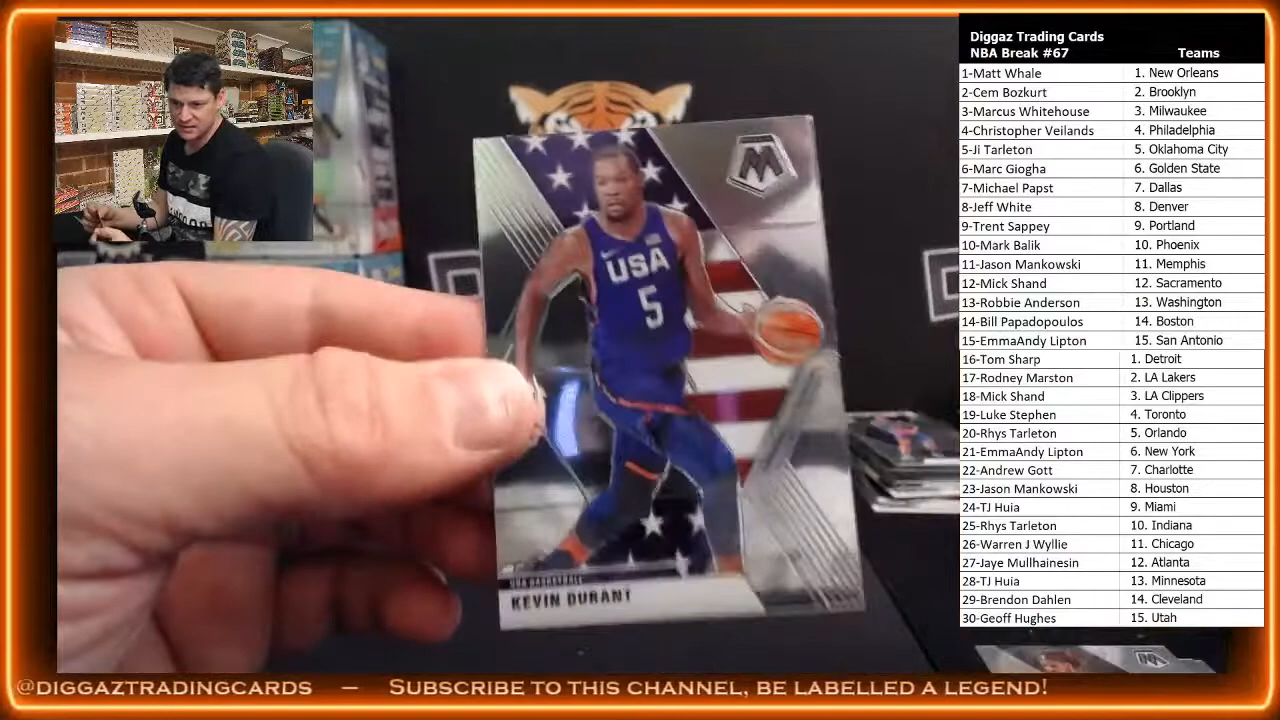 Diggaz Trading Cards
NBA Break #67 Teams
1-Matt Whale 1. New Orleans
2-Cem Bozkurt 2. Brooklyn
3-Marcus Whitehouse 3. Milwaukee
4-Christopher Veilands 4. Philadelphia
5-Ji Tarleton 5. Oklahoma City
6-Marc Giogha 6. Golden State
7-Michael Papst 7. Dallas
8-Jeff White 8. Denver
9-Trent Sappey 9. Portland
10-Mark Balik 10. Phoenix
11-Jason Mankowski 11. Memphis
12-Mick Shand 12. Sacramento
13-Robbie Anderson 13. Washington
14-Bill Papadopoulos 14. Boston
15-EmmaAndy Lipton 15. San Antonio
16-Tom Sharp 1. Detroit
17-Rodney Marston 2. LA Lakers
18-Mick Shand 3. LA Clippers
19-Luke Stephen 4. Toronto
20-Rhys Tarleton 5. Orlando
21-EmmaAndy Lipton 6. New York
22-Andrew Gott 7. Charlotte
23-Jason Mankowski 8. Houston
24-TJ Huia 9. Miami
25-Rhys Tarleton 10. Indiana
26-Warren J Wyllie 11. Chicago
27-Jaye Mullhainesin 12. Atlanta
28-TJ Huia 13. Minnesota
29-Brendon Dahlen 14. Cleveland
30-Geoff Hughes 15. Utah
M
USA
5
USA BASKETBALL
KEVIN DURANT
@DIGGAZTRADINGCARDS — SUBSCRIBE TO THIS CHANNEL, BE LABELLED A LEGEND!